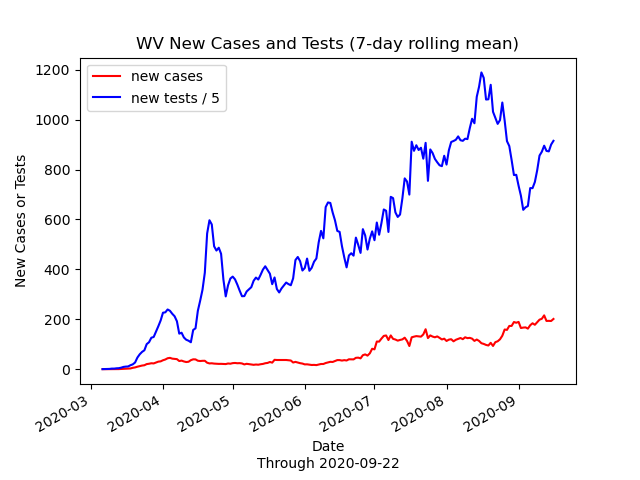 WV New Cases and Tests (7-day rolling mean)
new cases
new tests / 5
New Cases or Tests
1200
1000
800
600
400
200
0
2020-03
2020-04
2020-05
2020-06
2020-07
2020-08
2020-09
Date
Through 2020-09-22